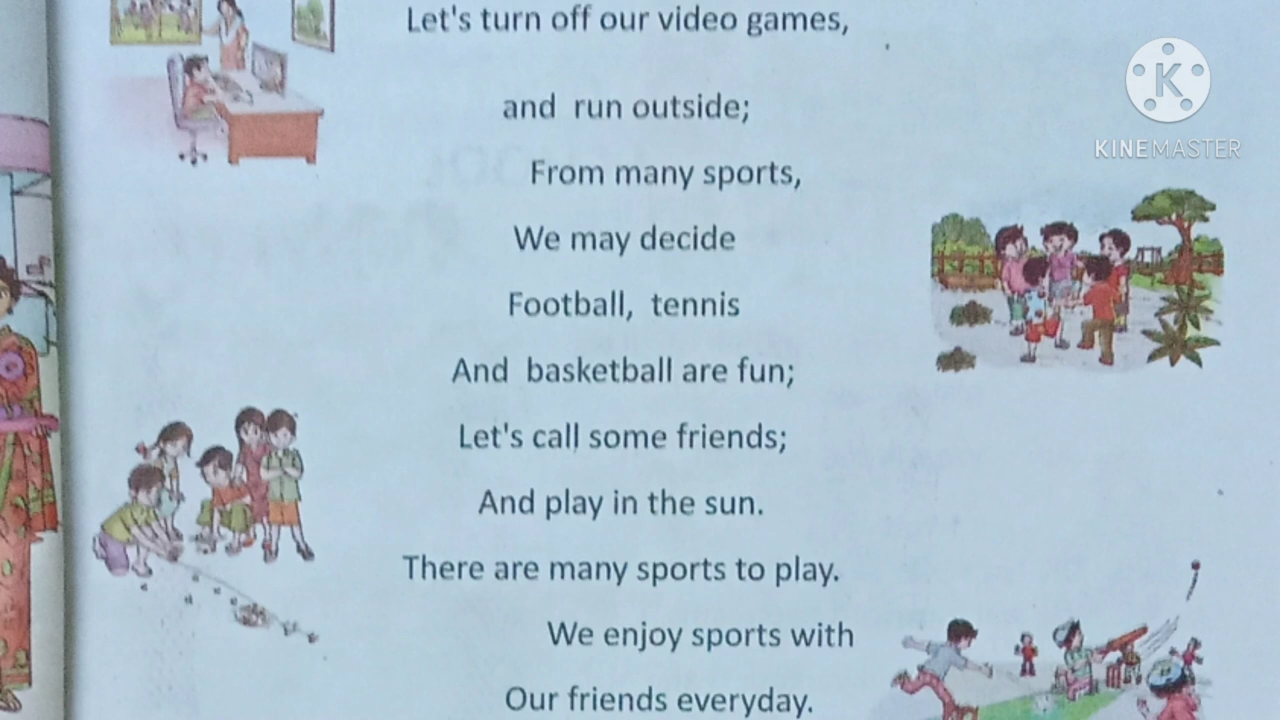 Let's turn off our video games,
and run outside;
From many sports,
We may decide
Football, tennis
And basketball are fun;
Let's call some friends;
And play in the sun.
There are many sports to play.
We enjoy sports with
Our friends everyday.
K
KINEMASTER